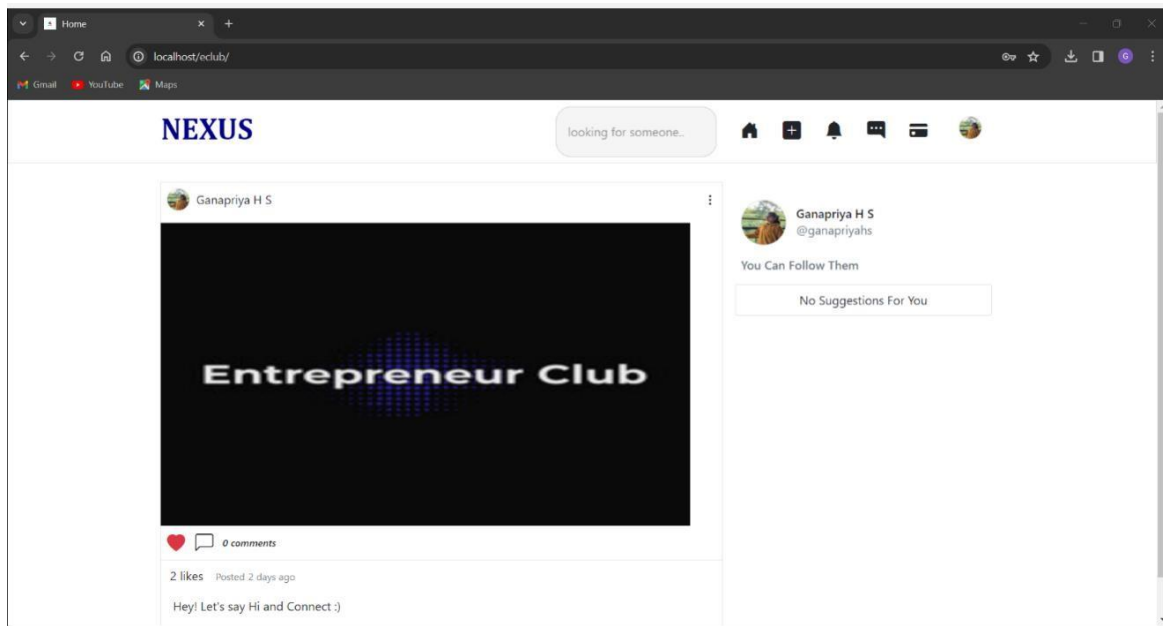 Home
localhost/eclub/
G
Gmail YouTube Maps
NEXUS
looking for someone..
Ganapriya H S
Entrepreneur Club
0 comments
2 likes Posted 2 days ago
Hey! Let's say Hi and Connect :)
Ganapriya H S
@ganapriyahs
You Can Follow Them
No Suggestions For You